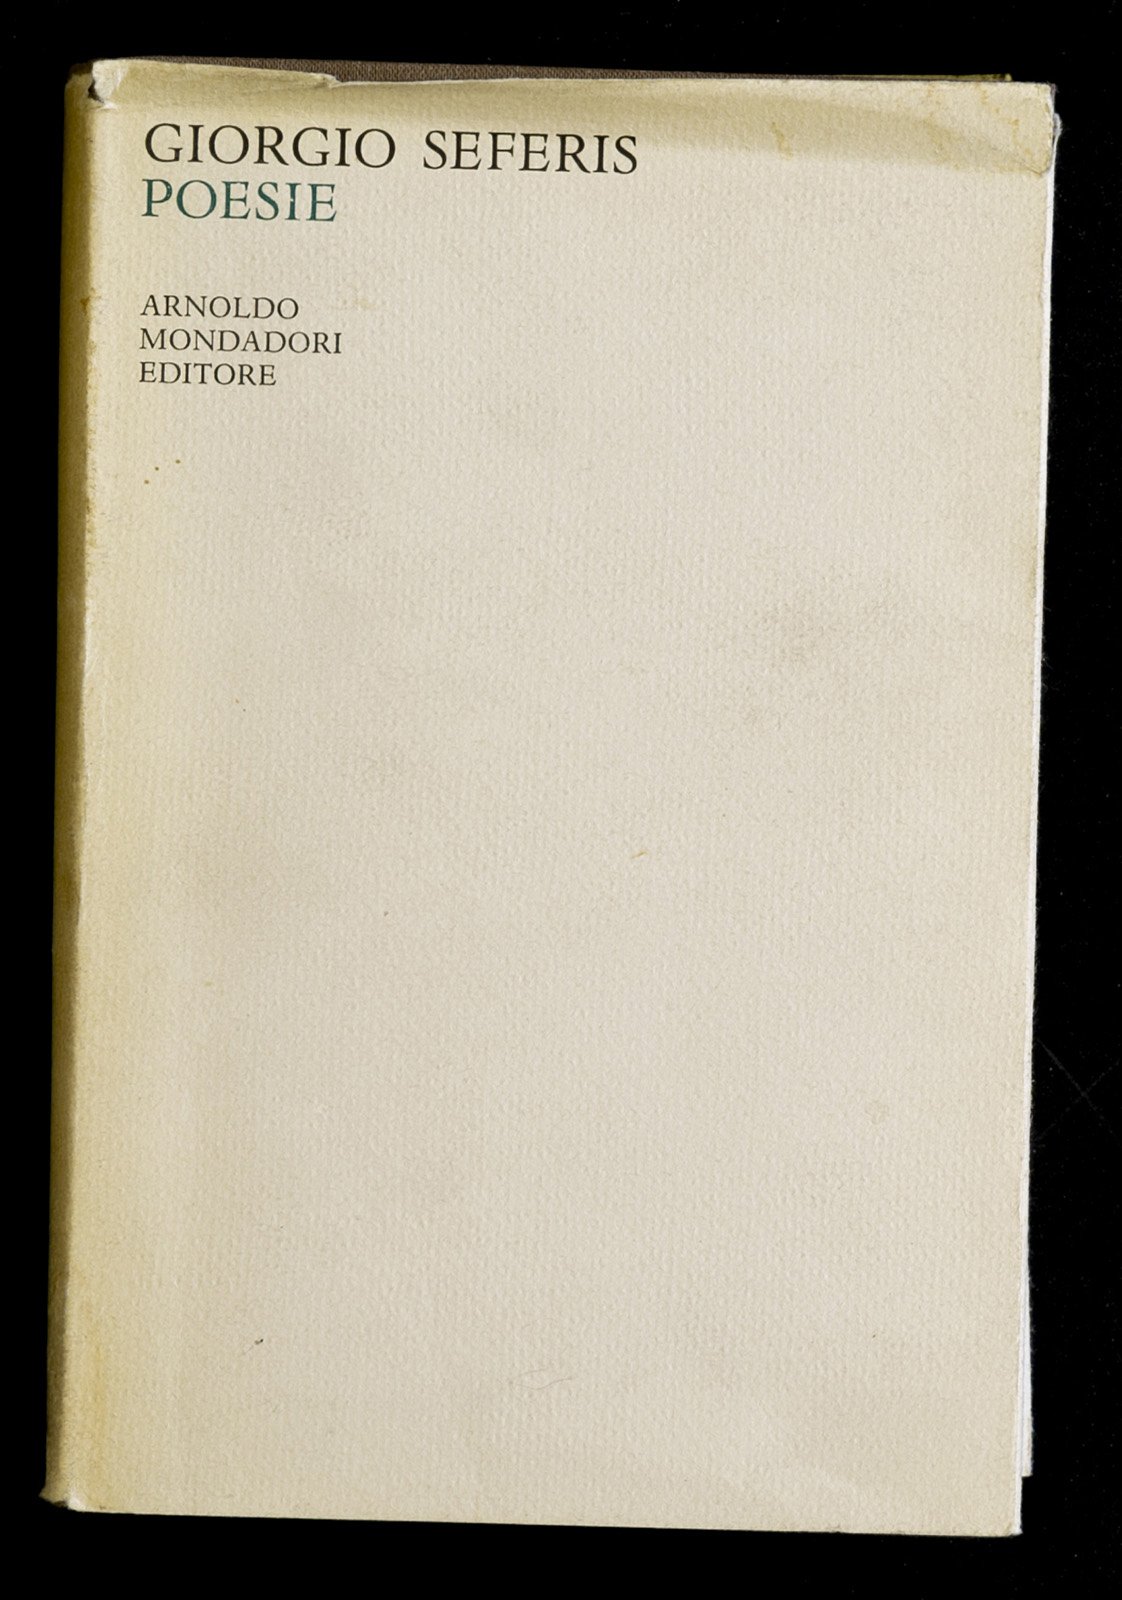 GIORGIO SEFERIS
POESIE
ARNOLDO
MONDADORI
EDITORE